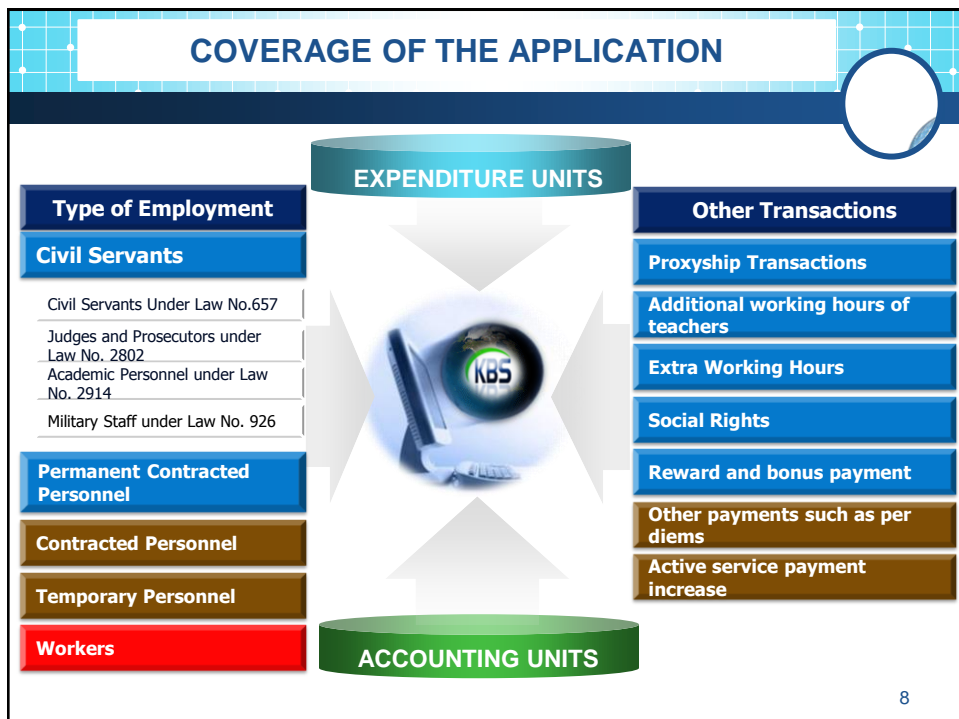 COVERAGE OF THE APPLICATION
EXPENDITURE UNITS
Type of Employment
Civil Servants
Civil Servants Under Law No.657
Judges and Prosecutors under
Law No. 2802
Academic Personnel under Law
No. 2914
Military Staff under Law No. 926
Permanent Contracted
Personnel
Contracted Personnel
Temporary Personnel
Workers
KBS
ACCOUNTING UNITS
Other Transactions
Proxyship Transactions
Additional working hours of
teachers
Extra Working Hours
Social Rights
Reward and bonus payment
Other payments such as per
diems
Active service payment
increase
8